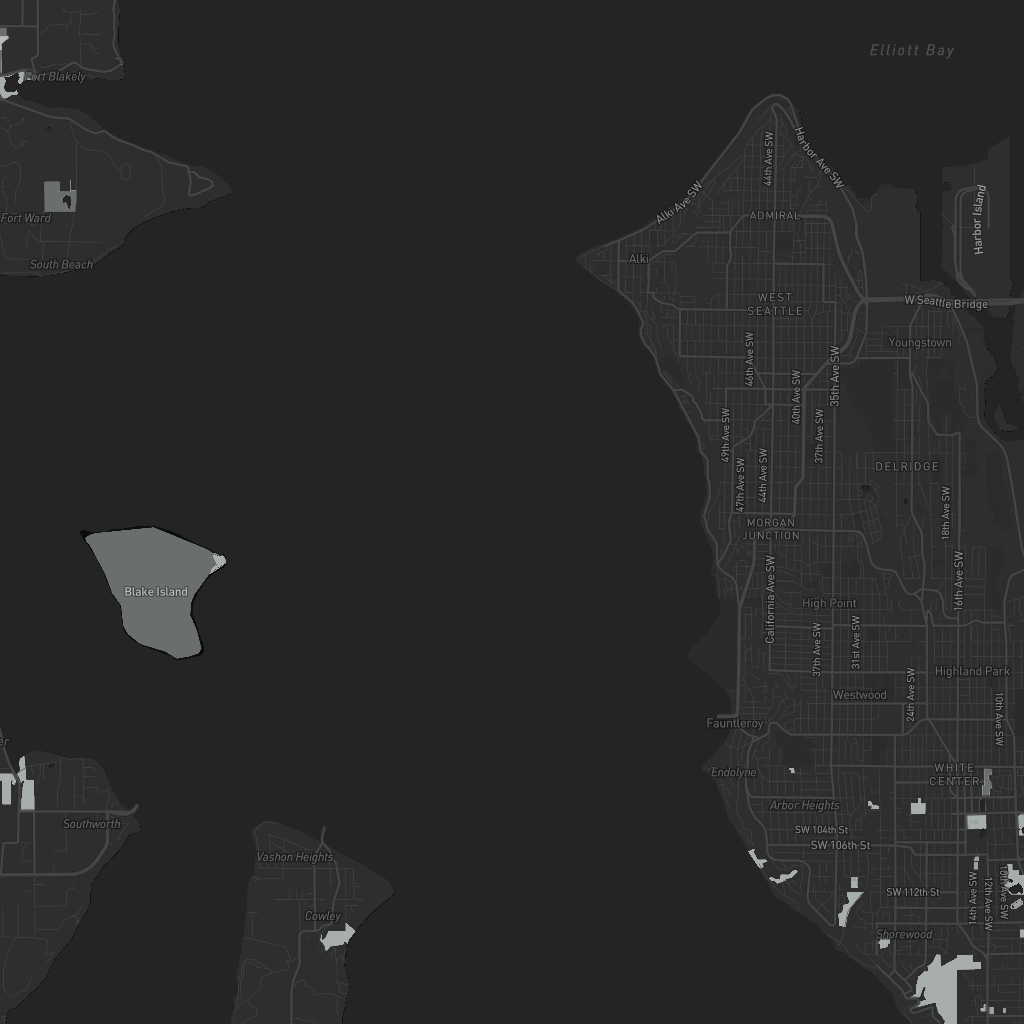 Elliott Bay
Fort Blakely
44th Ave SW
Harbor Ave SW
Alki Ave SW
Fort Ward
ADMIRAL
Harbor Island
South Beach
Alki
WEST
SEATTLE
W Seattle Bridge
Youngstown
46th Ave SW
35th Ave SW
40th Ave SW
49th Ave SW
37th Ave SW
DELRIDGE
44th Ave SW
47th Ave SW
18th Ave SW
MORGAN
JUNCTION
Blake Island
16th Ave SW
California Ave SW
High Point
37th Ave SW
31st Ave SW
Highland Park
24th Ave SW
Westwood
10th Ave SW
Fauntleroy
Endolyne
WHITE
CENTER
Arbor Heights
Southworth
SW 104th St
SW 106th St
Vashon Heights
SW 112th St
14th Ave SW
12th Ave SW
10th Ave SW
Cowley
Shorewood